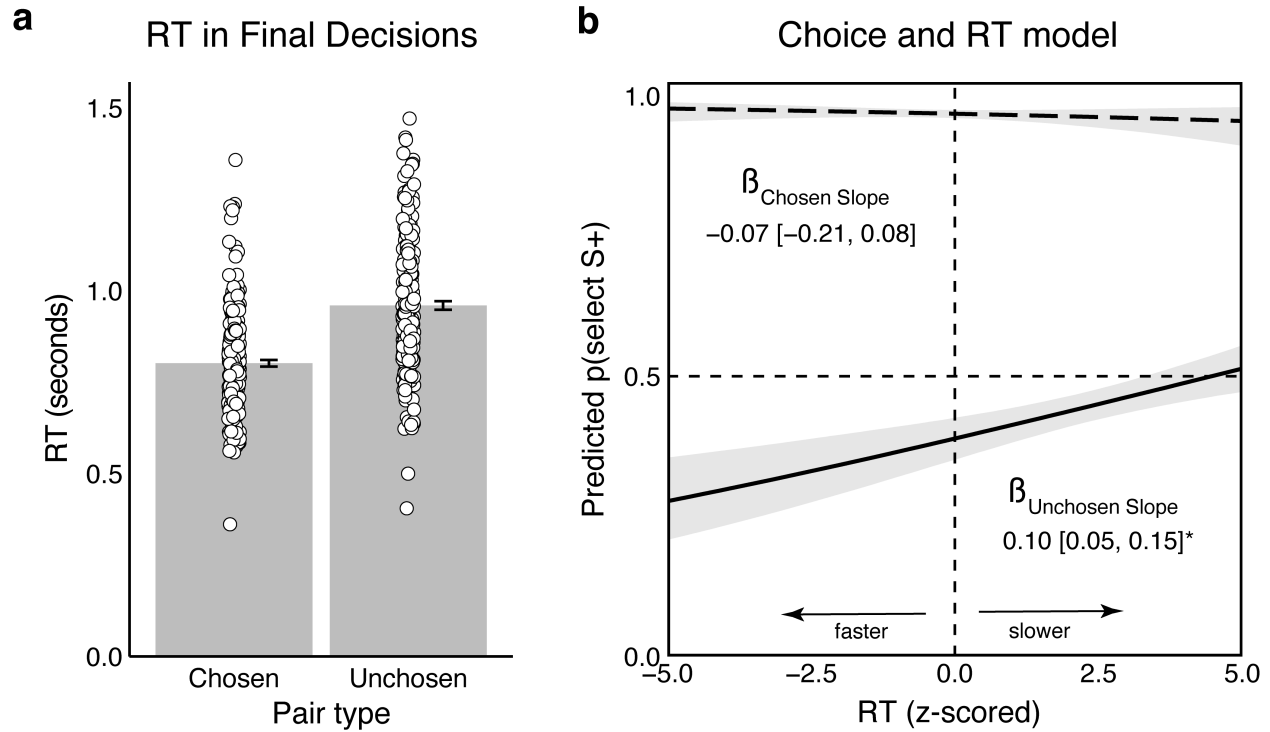 a
RT in Final Decisions
RT (seconds)
1.5
1.0
0.5
0.0
Chosen
Unchosen
Pair type
b
Choice and RT model
Predicted p(select S+)
1.0
0.5
0.0
ßChosen Slope
−0.07 [−0.21, 0.08]
ßUnchosen Slope
0.10 [0.05, 0.15]*
faster
slower
−5.0
−2.5
0.0
2.5
5.0
RT (z-scored)